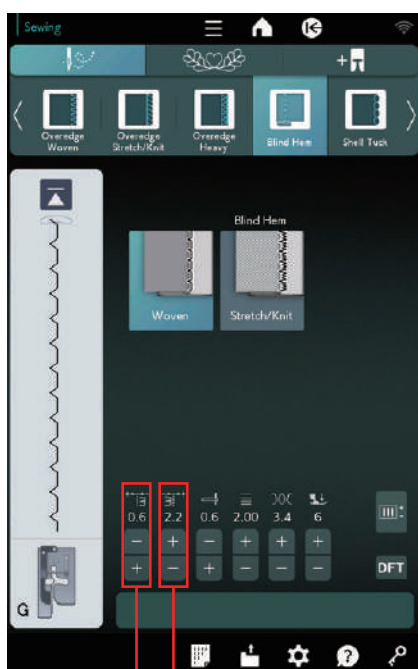 Sewing
Overedge
Woven
Overedge
Stretch/Knit
Overedge
Heavy
Blind Hem
Shell Tuck
Blind Hem
Woven
Stretch/Knit
0.6 2.2 0.6 2.00 3.4 6
− + − + + +
+ − + − − −
DFT
G
?